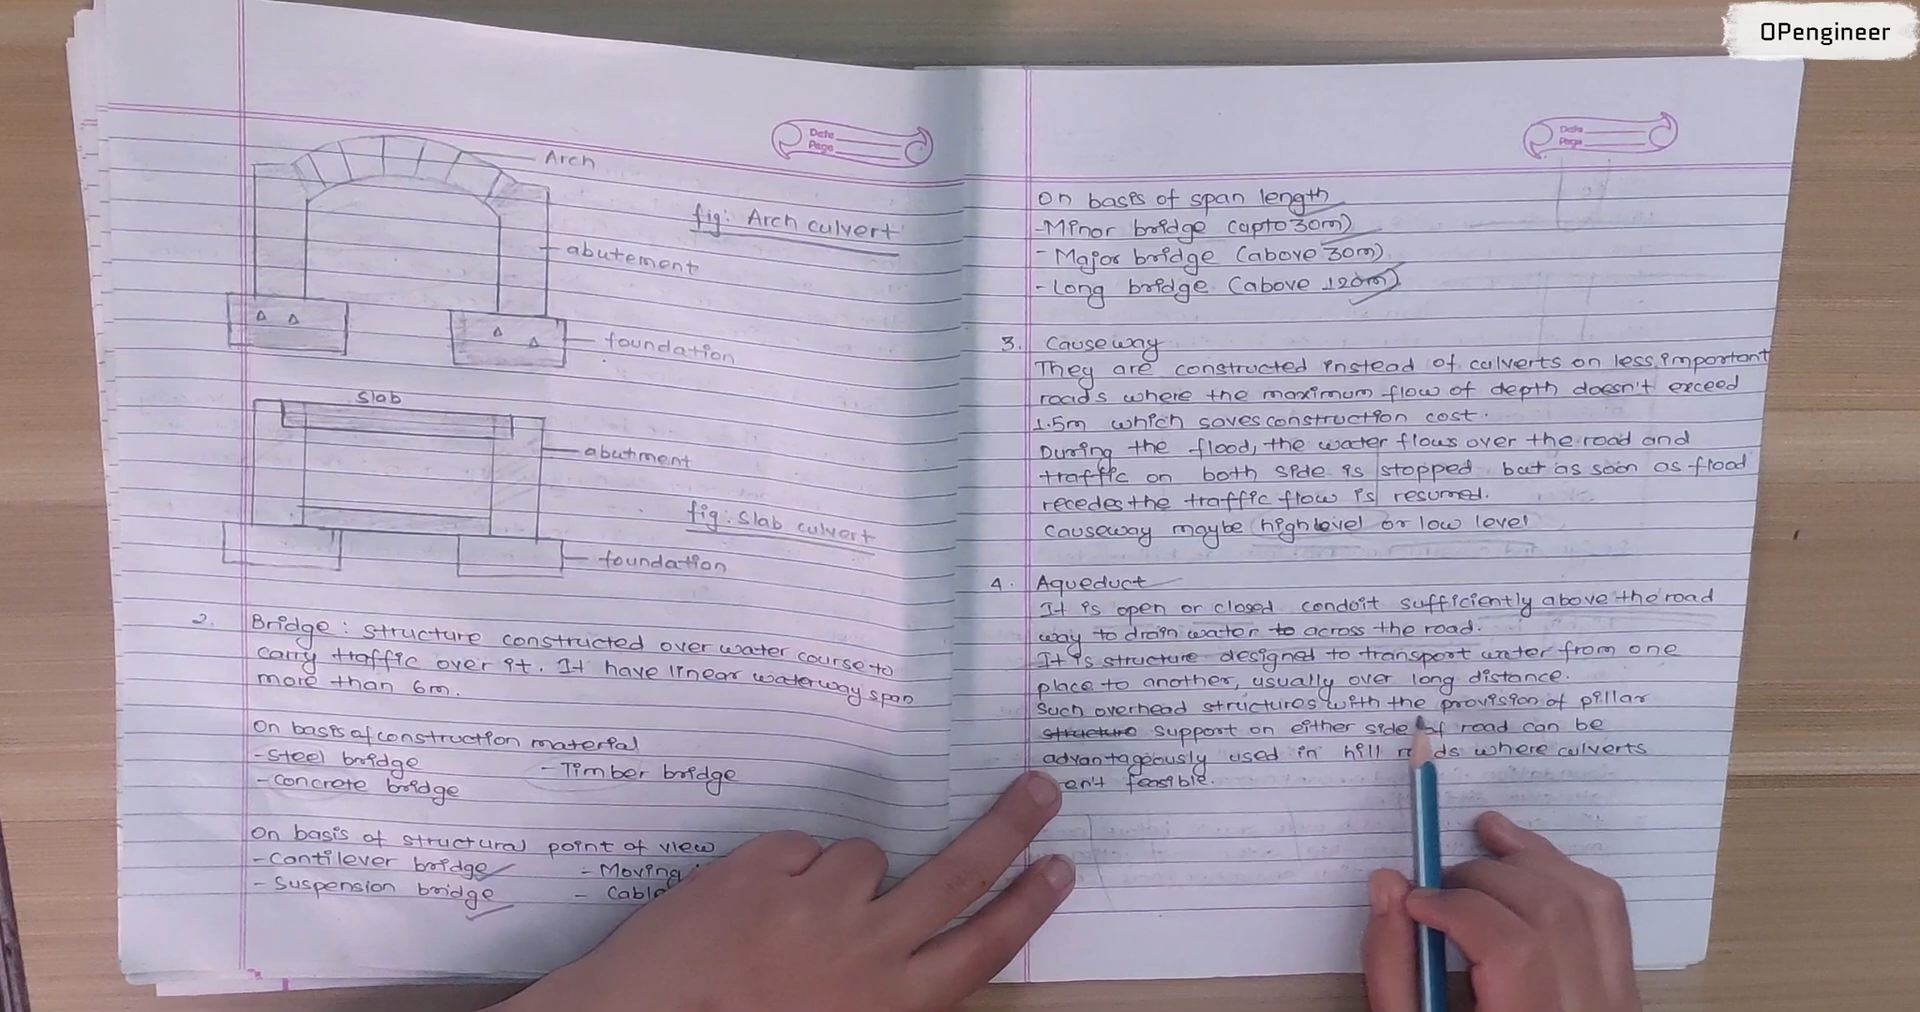 OPengineer
Date
Page
Arch
fig: Arch culvert
abutement
foundation
Slab
abutment
fig: Slab culvert
foundation
2. Bridge: structure constructed over water course to
carry traffic over it. It have linear waterway span
more than 6m.
On basis of construction material
- Steel bridge - Timber bridge
- Concrete bridge
On basis of structural point of view
- Cantilever bridge - Moving
- Suspension bridge - Cable
Date
Page
On basis of span length
- Minor bridge (upto 30m)
- Major bridge (above 30m)
- Long bridge (above 120m)
3. Causeway
They are constructed instead of culverts on less important
roads where the maximum flow of depth doesn't exceed
1.5m which saves construction cost.
During the flood, the water flows over the road and
traffic on both side is stopped but as soon as flood
recedes the traffic flow is resumed.
Causeway maybe high level or low level
4. Aqueduct
It is open or closed condoit sufficiently above the road
way to drain water to across the road.
It is structure designed to transport water from one
place to another, usually over long distance.
Such overhead structures with the provision of pillar
structure support on either side of road can be
advantageously used in hill roads where culverts
en't feasible.